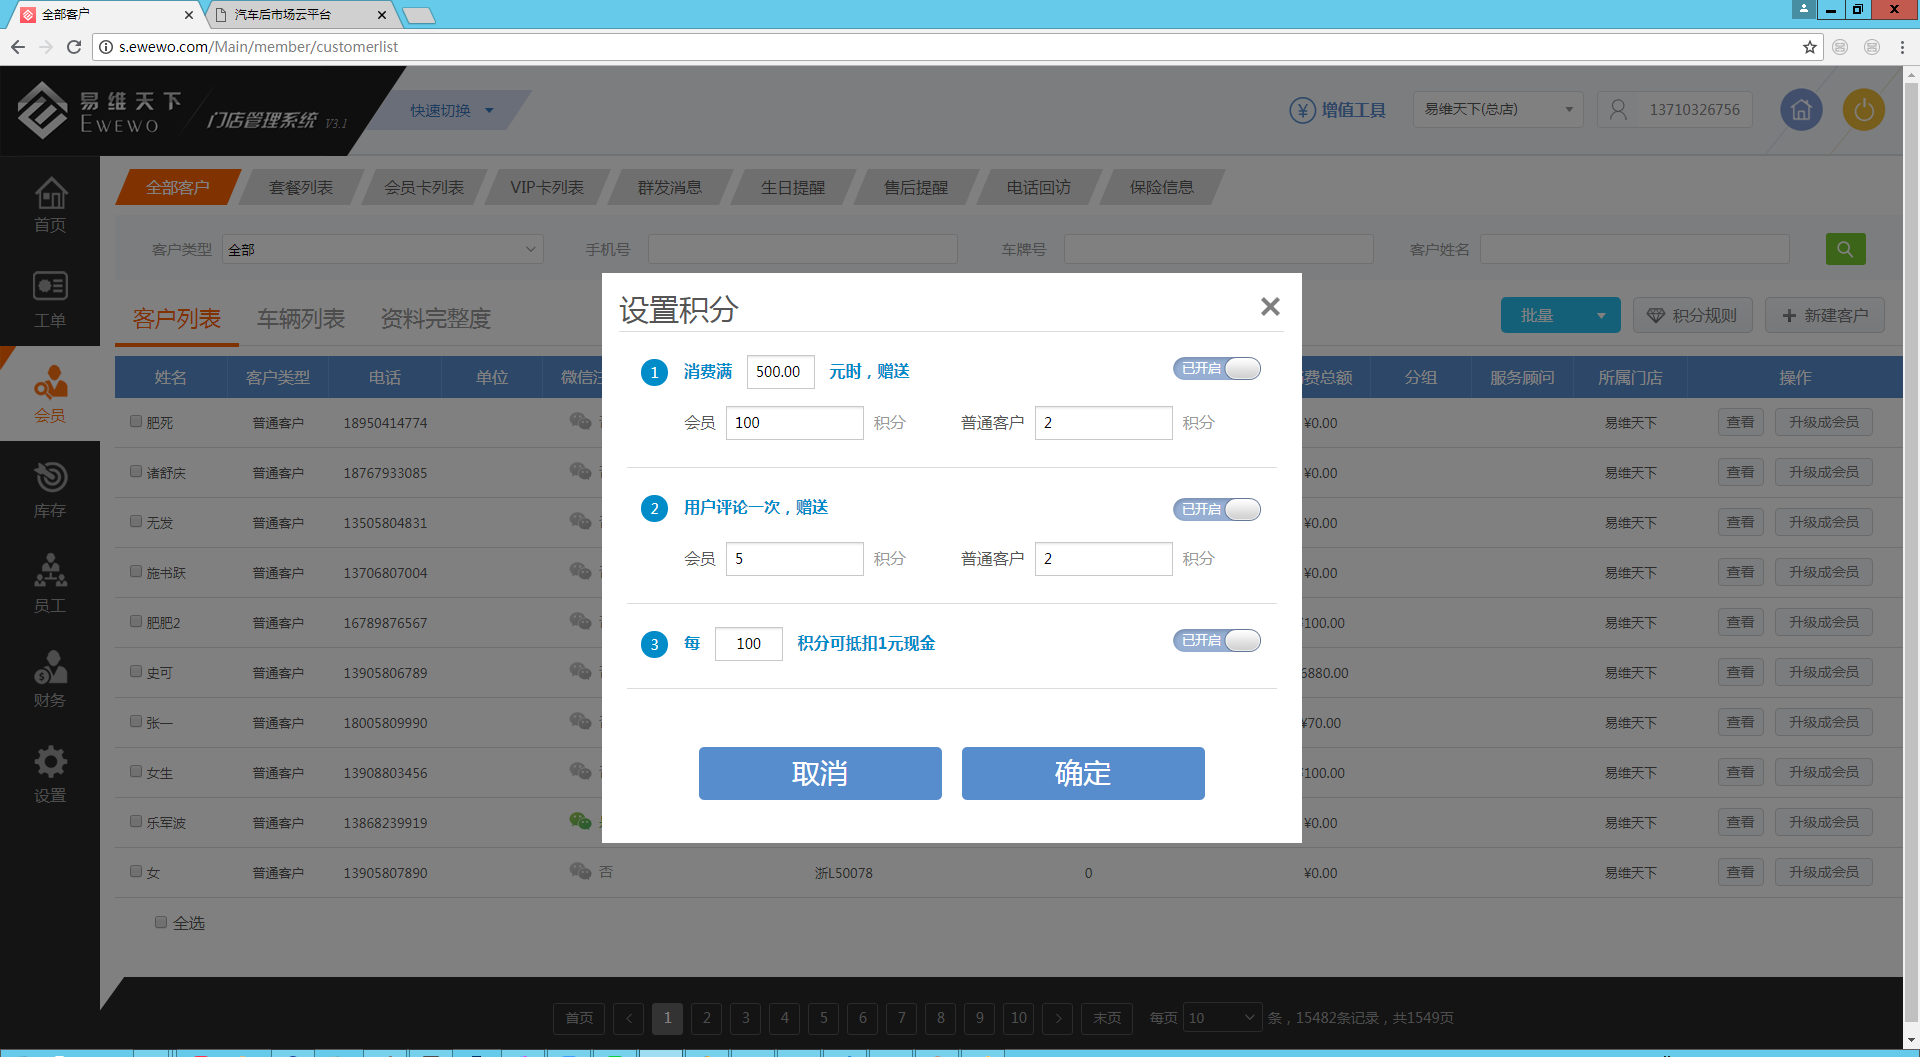 全部客户
汽车后市场云平台
s.ewewo.com/Main/member/customerlist
易维天下
EWEWO
门店管理系统 V3.1
快速切换
增值工具
易维天下(总店)
13710326756
首页
工单
会员
库存
员工
财务
设置
全部客户 套餐列表 会员卡列表 VIP卡列表 群发消息 生日提醒 售后提醒 电话回访 保险信息
客户类型 全部 手机号 车牌号 客户姓名
客户列表 车辆列表 资料完整度 批量 积分规则 新建客户
姓名 客户类型 电话 单位 微信 费总额 分组 服务顾问 所属门店 操作
肥死 普通客户 18950414774 ¥0.00 易维天下 查看 升级成会员
诸舒庆 普通客户 18767933085 ¥0.00 易维天下 查看 升级成会员
无发 普通客户 13505804831 ¥0.00 易维天下 查看 升级成会员
施书跃 普通客户 13706807004 ¥0.00 易维天下 查看 升级成会员
肥肥2 普通客户 16789876567 100.00 易维天下 查看 升级成会员
史可 普通客户 13905806789 880.00 易维天下 查看 升级成会员
张一 普通客户 18005809990 ¥70.00 易维天下 查看 升级成会员
女生 普通客户 13908803456 100.00 易维天下 查看 升级成会员
乐军波 普通客户 13868239919 ¥0.00 易维天下 查看 升级成会员
女 普通客户 13905807890 否 浙L50078 0 ¥0.00 易维天下 查看 升级成会员
全选
设置积分
1 消费满 500.00 元时，赠送 已开启
会员 100 积分 普通客户 2 积分
2 用户评论一次，赠送 已开启
会员 5 积分 普通客户 2 积分
3 每 100 积分可抵扣1元现金 已开启
取消 确定
首页 < 1 2 3 4 5 6 7 8 9 10 > 末页 每页 10 条，15482条记录，共1549页